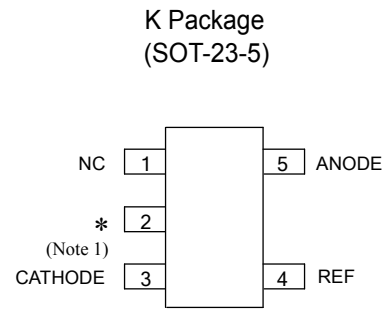 K Package
(SOT-23-5)
NC 1 5 ANODE
* 2
(Note 1)
CATHODE 3 4 REF